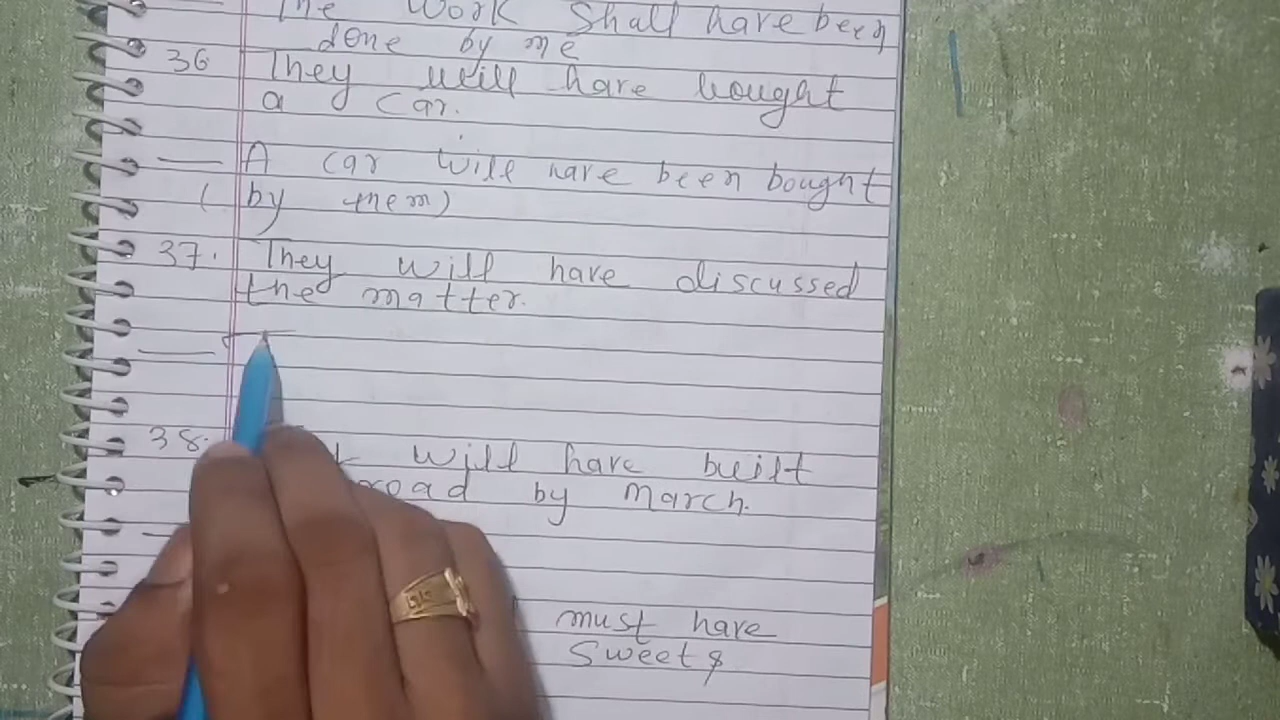 The Work Shall have been
done by me
36 They will have bought
a car.
A car will have been bought
(by them)
37. They will have discussed
the matter.
38. will have built
road by March.
must have
Sweets